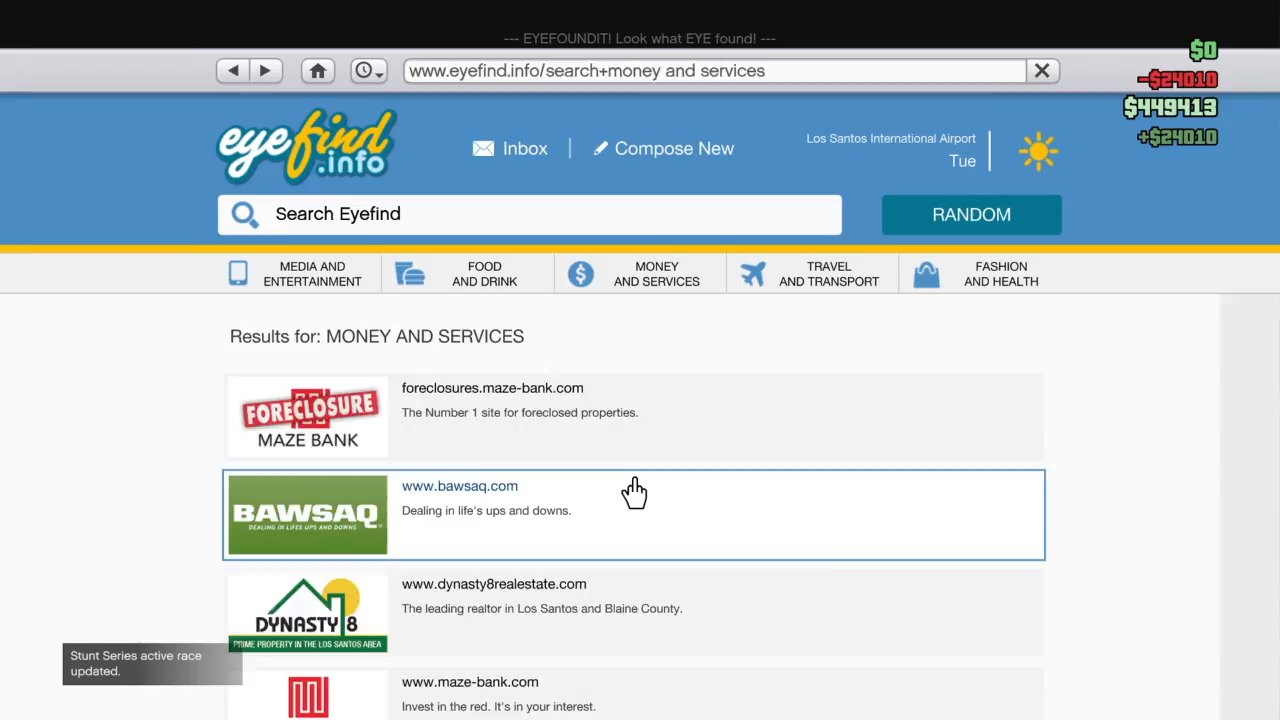 --- EYEFOUNDIT! Look what EYE found! ---
www.eyefind.info/search+money and services
$0
-$24010
$449413
+$24010
eyefind
.info
Inbox
Compose New
Los Santos International Airport
Tue
Search Eyefind
RANDOM
MEDIA AND
ENTERTAINMENT
FOOD
AND DRINK
MONEY
AND SERVICES
TRAVEL
AND TRANSPORT
FASHION
AND HEALTH
Results for: MONEY AND SERVICES
FORECLOSURE
MAZE BANK
foreclosures.maze-bank.com
The Number 1 site for foreclosed properties.
BAWSAQ
DEALING IN LIFES UPS AND DOWNS
www.bawsaq.com
Dealing in life's ups and downs.
DYNASTY 8
PRIME PROPERTY IN THE LOS SANTOS AREA
www.dynasty8realestate.com
The leading realtor in Los Santos and Blaine County.
Stunt Series active race
updated.
www.maze-bank.com
Invest in the red. It's in your interest.